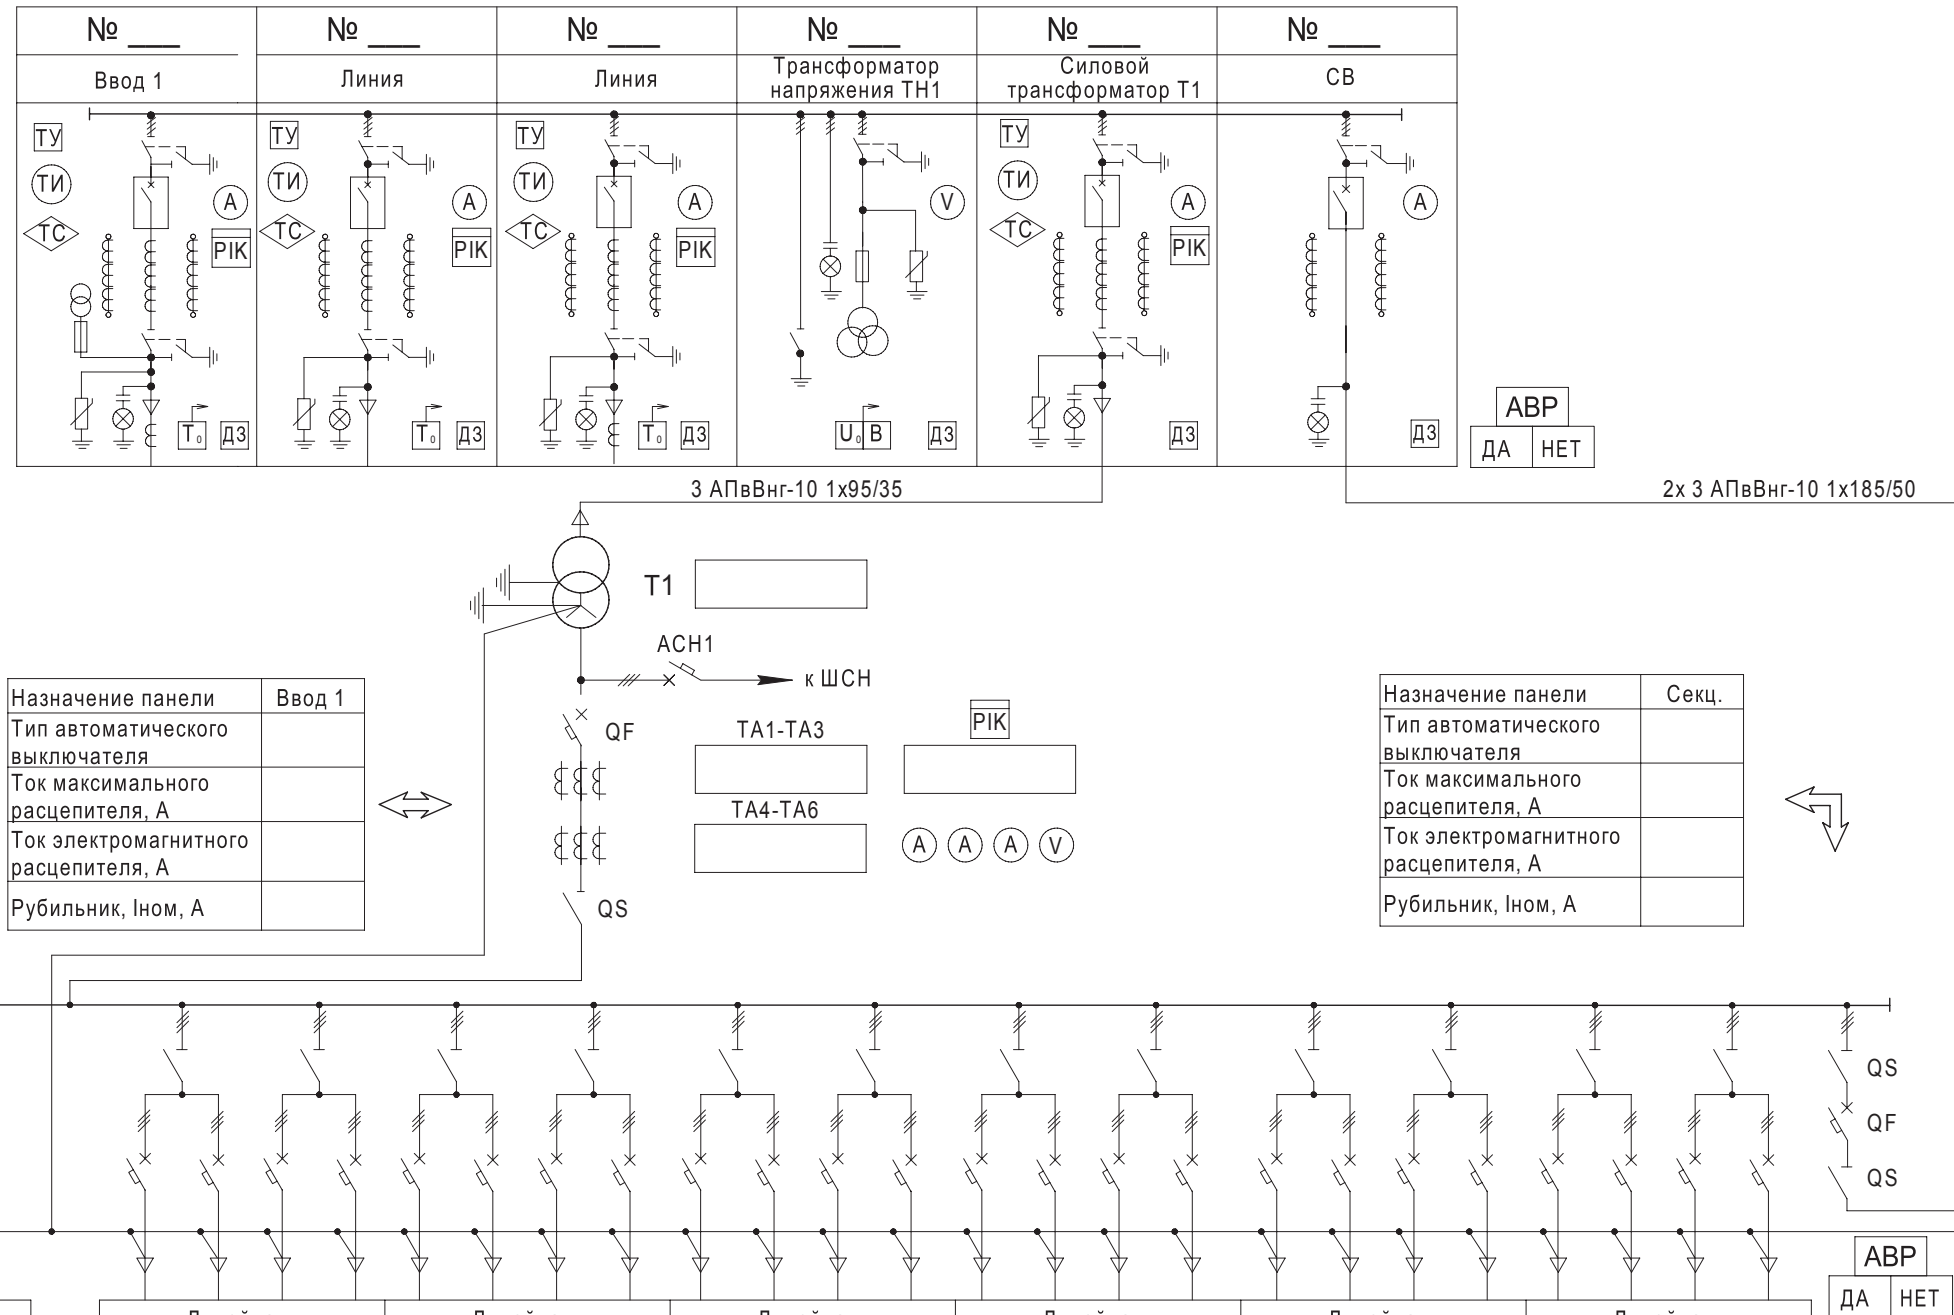 № ___
№ ___
№ ___
№ ___
№ ___
№ ___
Ввод 1
Линия
Линия
Трансформатор
напряжения ТН1
Силовой
трансформатор Т1
СВ
ТУ
ТИ
ТС
А
PIK
Т₀
ДЗ
ТУ
ТИ
ТС
А
PIK
Т₀
ДЗ
ТУ
ТИ
ТС
А
PIK
Т₀
ДЗ
V
U₀ В
ДЗ
ТУ
ТИ
ТС
А
PIK
ДЗ
А
ДЗ
АВР
ДА НЕТ
3 АПвВнг-10 1х95/35
2х 3 АПвВнг-10 1х185/50
Т1
АСН1
к ШСН
QF
ТА1-ТА3
PIK
ТА4-ТА6
А А А V
QS
Назначение панели Ввод 1
Тип автоматического
выключателя
Ток максимального
расцепителя, А
Ток электромагнитного
расцепителя, А
Рубильник, Iном, А
Назначение панели Секц.
Тип автоматического
выключателя
Ток максимального
расцепителя, А
Ток электромагнитного
расцепителя, А
Рубильник, Iном, А
QS
QF
QS
АВР
ДА НЕТ